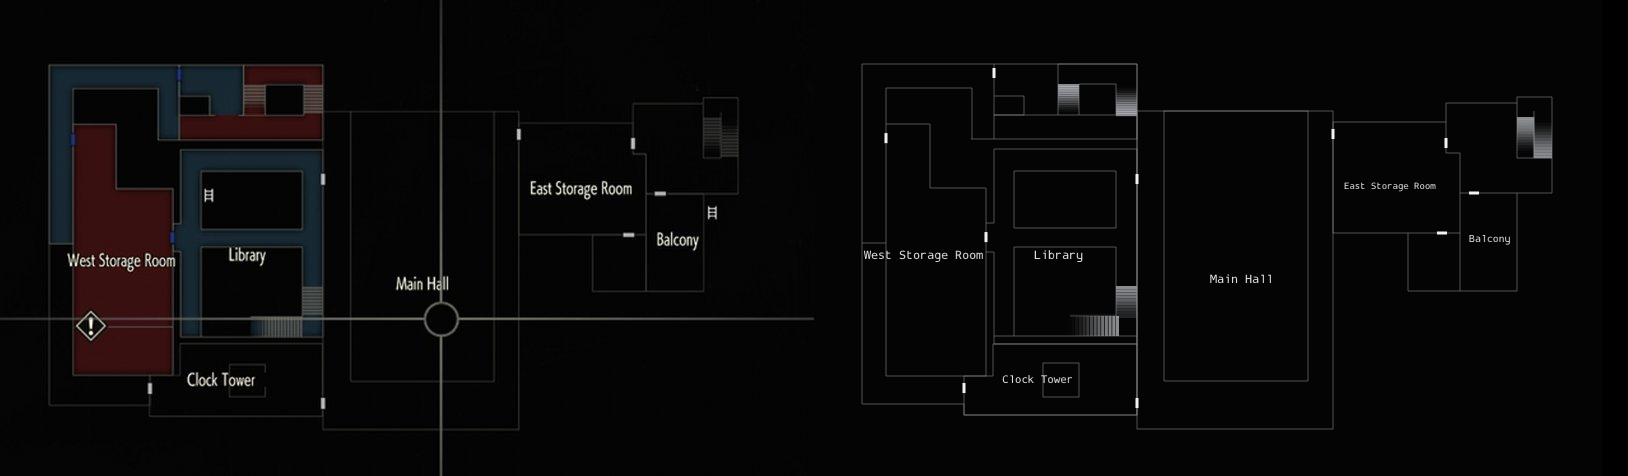 East Storage Room
Balcony
West Storage Room
Library
Main Hall
Clock Tower
East Storage Room
Balcony
West Storage Room
Library
Main Hall
Clock Tower